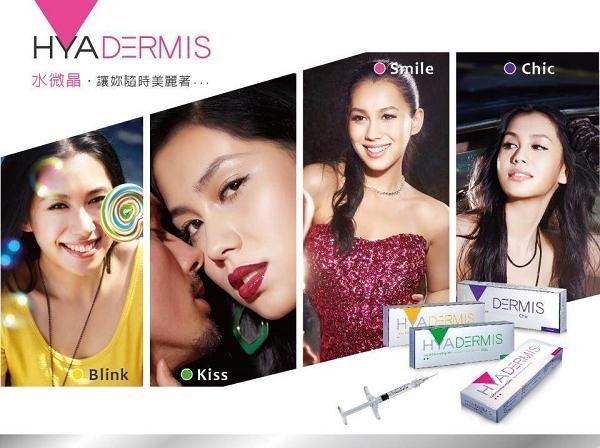 HYADERMIS
水微晶·讓妳隨時美麗著...
Smile
Chic
Blink
Kiss
DERMIS
Chic
HYADERMIS
HYADERMIS
HYADERMIS